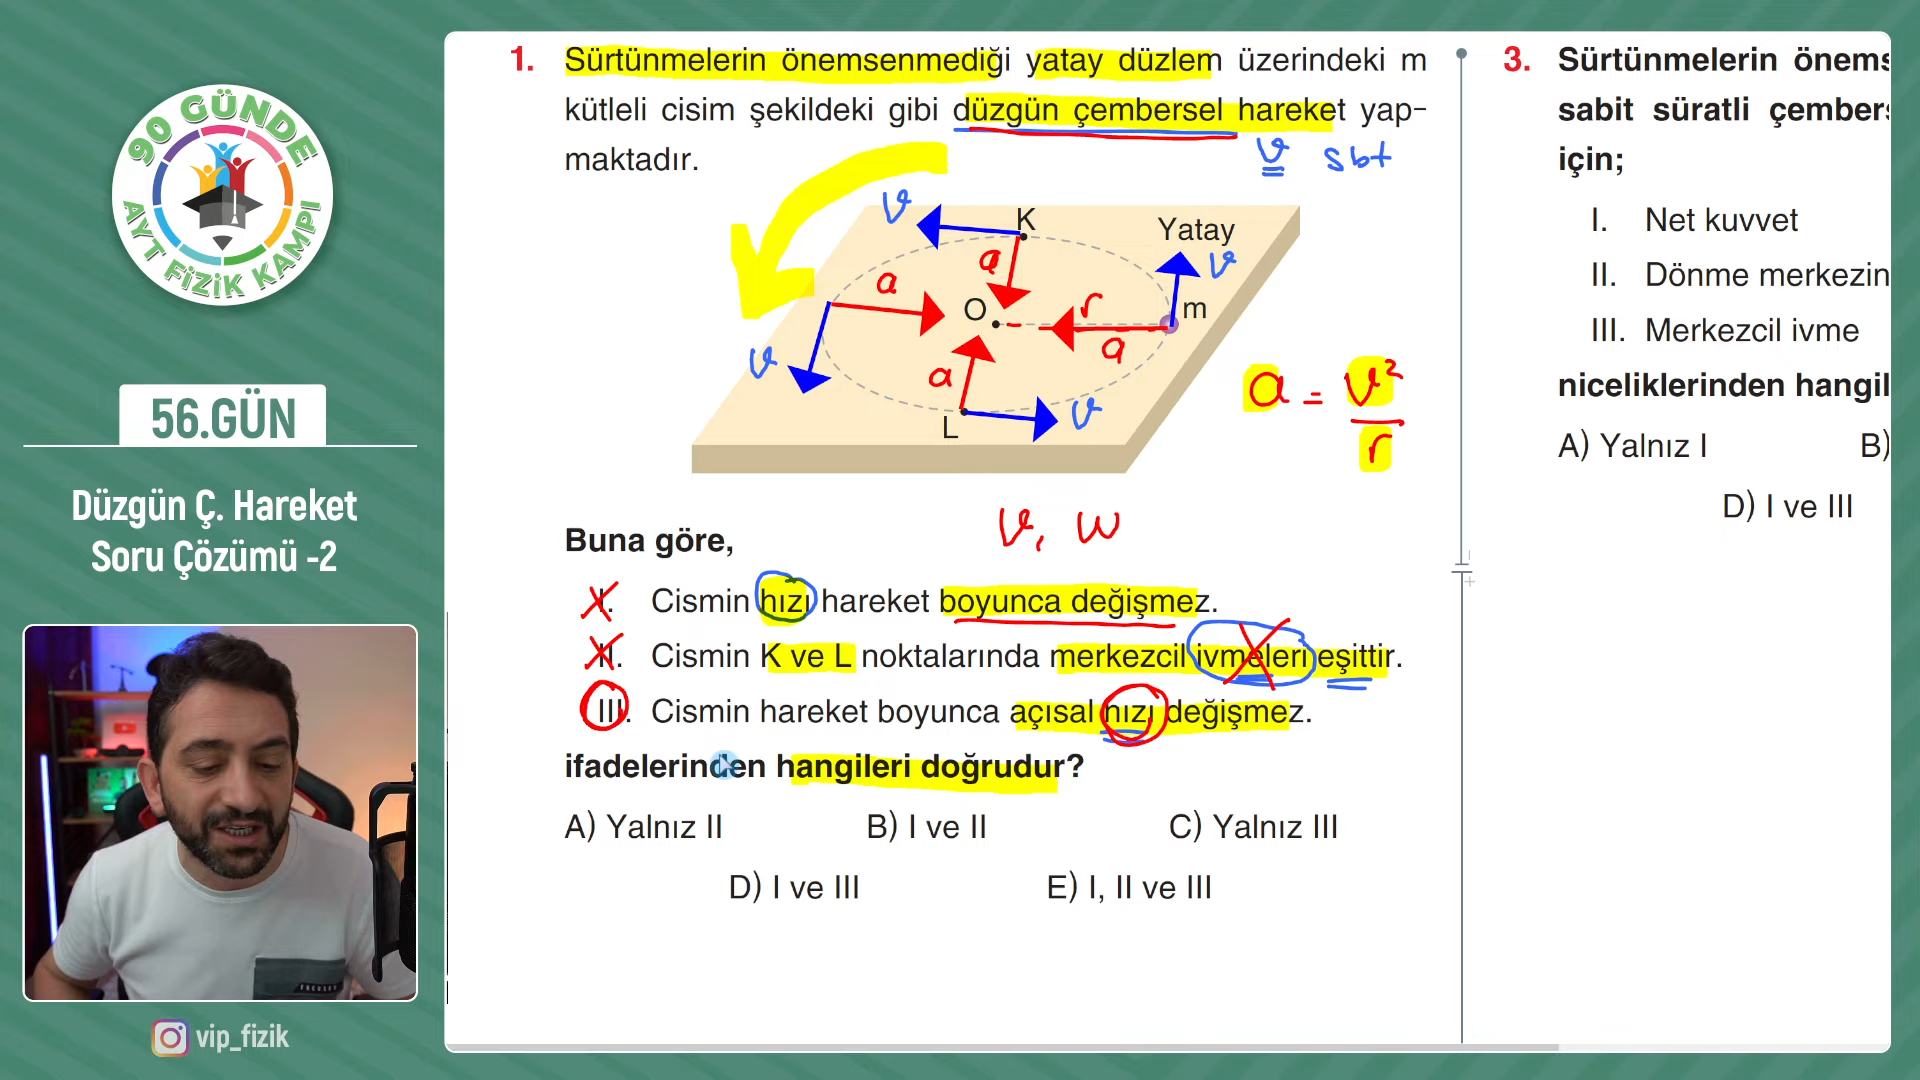 90 GÜNDE
AYT FİZİK KAMPI
56.GÜN
Düzgün Ç. Hareket
Soru Çözümü -2
vip_fizik
1. Sürtünmelerin önemsenmediği yatay düzlem üzerindeki m
kütleli cisim şekildeki gibi düzgün çembersel hareket yap-
maktadır.
v sbt
v
K
Yatay
v
a
a
O
r
m
a
v
a
L
v
a = v²
r
v, w
Buna göre,
I. Cismin hızı hareket boyunca değişmez.
II. Cismin K ve L noktalarında merkezcil ivmeleri eşittir.
III. Cismin hareket boyunca açısal hızı değişmez.
ifadelerinden hangileri doğrudur?
A) Yalnız II B) I ve II C) Yalnız III
D) I ve III E) I, II ve III
3. Sürtünmelerin önems
sabit süratli çembers
için;
I. Net kuvvet
II. Dönme merkezin
III. Merkezcil ivme
niceliklerinden hangil
A) Yalnız I B)
D) I ve III